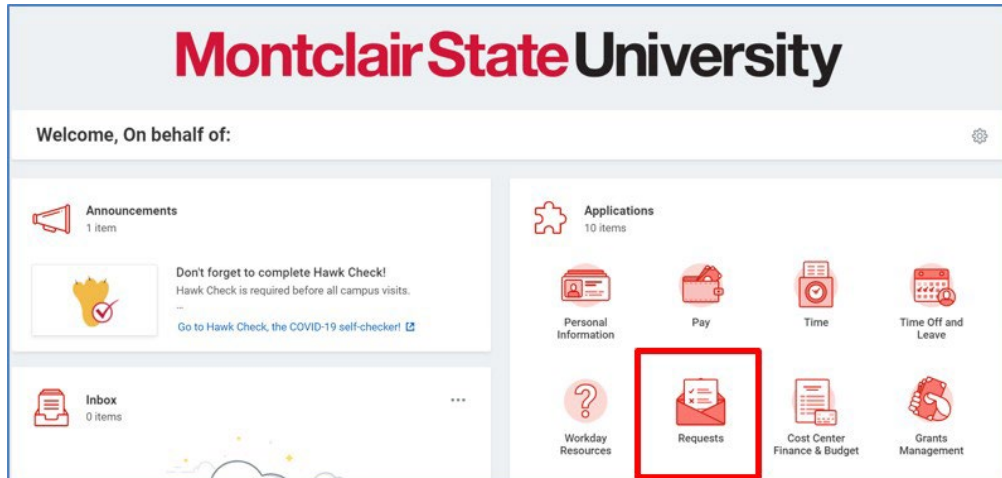 Montclair State University
Welcome, On behalf of:
Announcements
1 item
Don't forget to complete Hawk Check!
Hawk Check is required before all campus visits.
...
Go to Hawk Check, the COVID-19 self-checker!
Inbox
0 items
Applications
10 items
Personal
Information
Pay
Time
Time Off and
Leave
Workday
Resources
Requests
Cost Center
Finance & Budget
Grants
Management